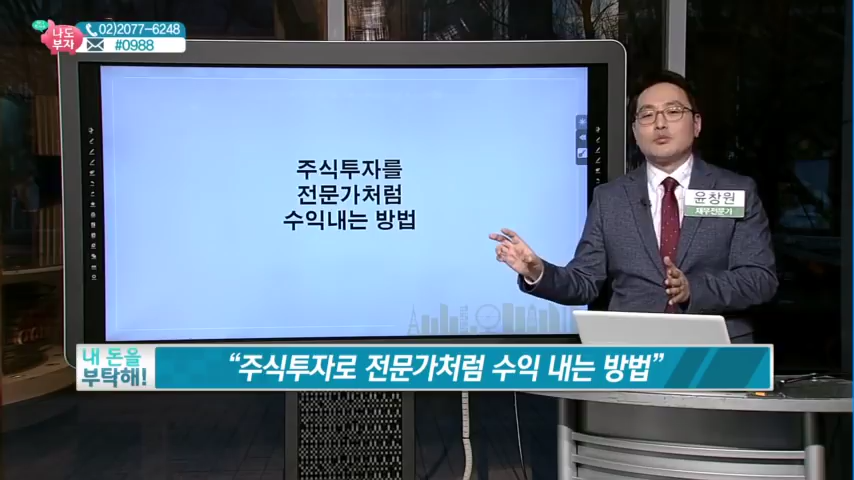 나도
부자
02)2077-6248
#0988
주식투자를
전문가처럼
수익내는 방법
윤창원
재무전문가
내 돈을
부탁해!
“주식투자로 전문가처럼 수익 내는 방법”